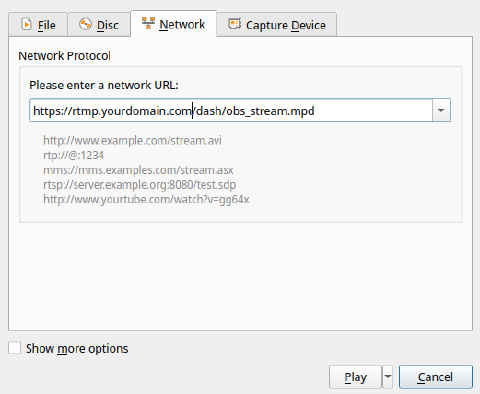 File Disc Network Capture Device
Network Protocol
Please enter a network URL:
https://rtmp.yourdomain.com/dash/obs_stream.mpd
http://www.example.com/stream.avi
rtp://@:1234
mms://mms.examples.com/stream.asx
rtsp://server.example.org:8080/test.sdp
http://www.yourtube.com/watch?v=gg64x
Show more options
Play Cancel